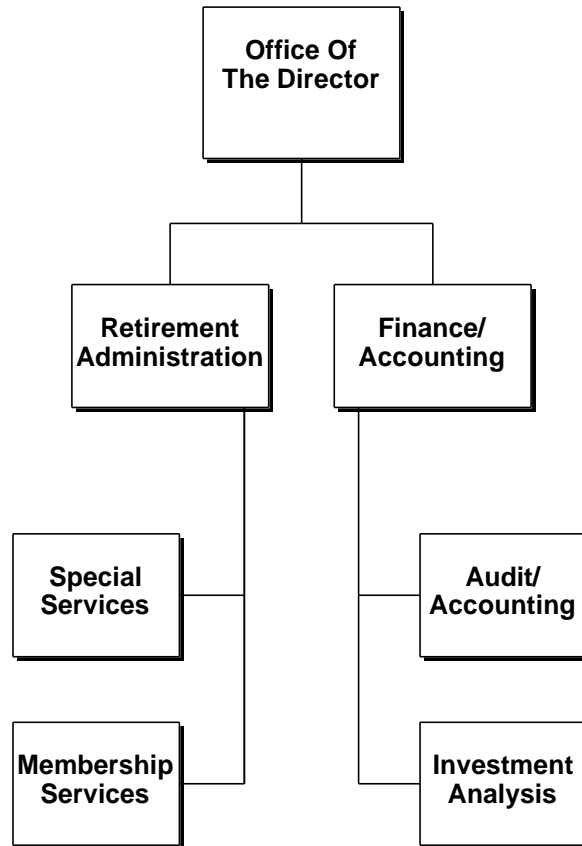 Office Of
The Director
Retirement
Administration
Finance/
Accounting
Special
Services
Audit/
Accounting
Membership
Services
Investment
Analysis